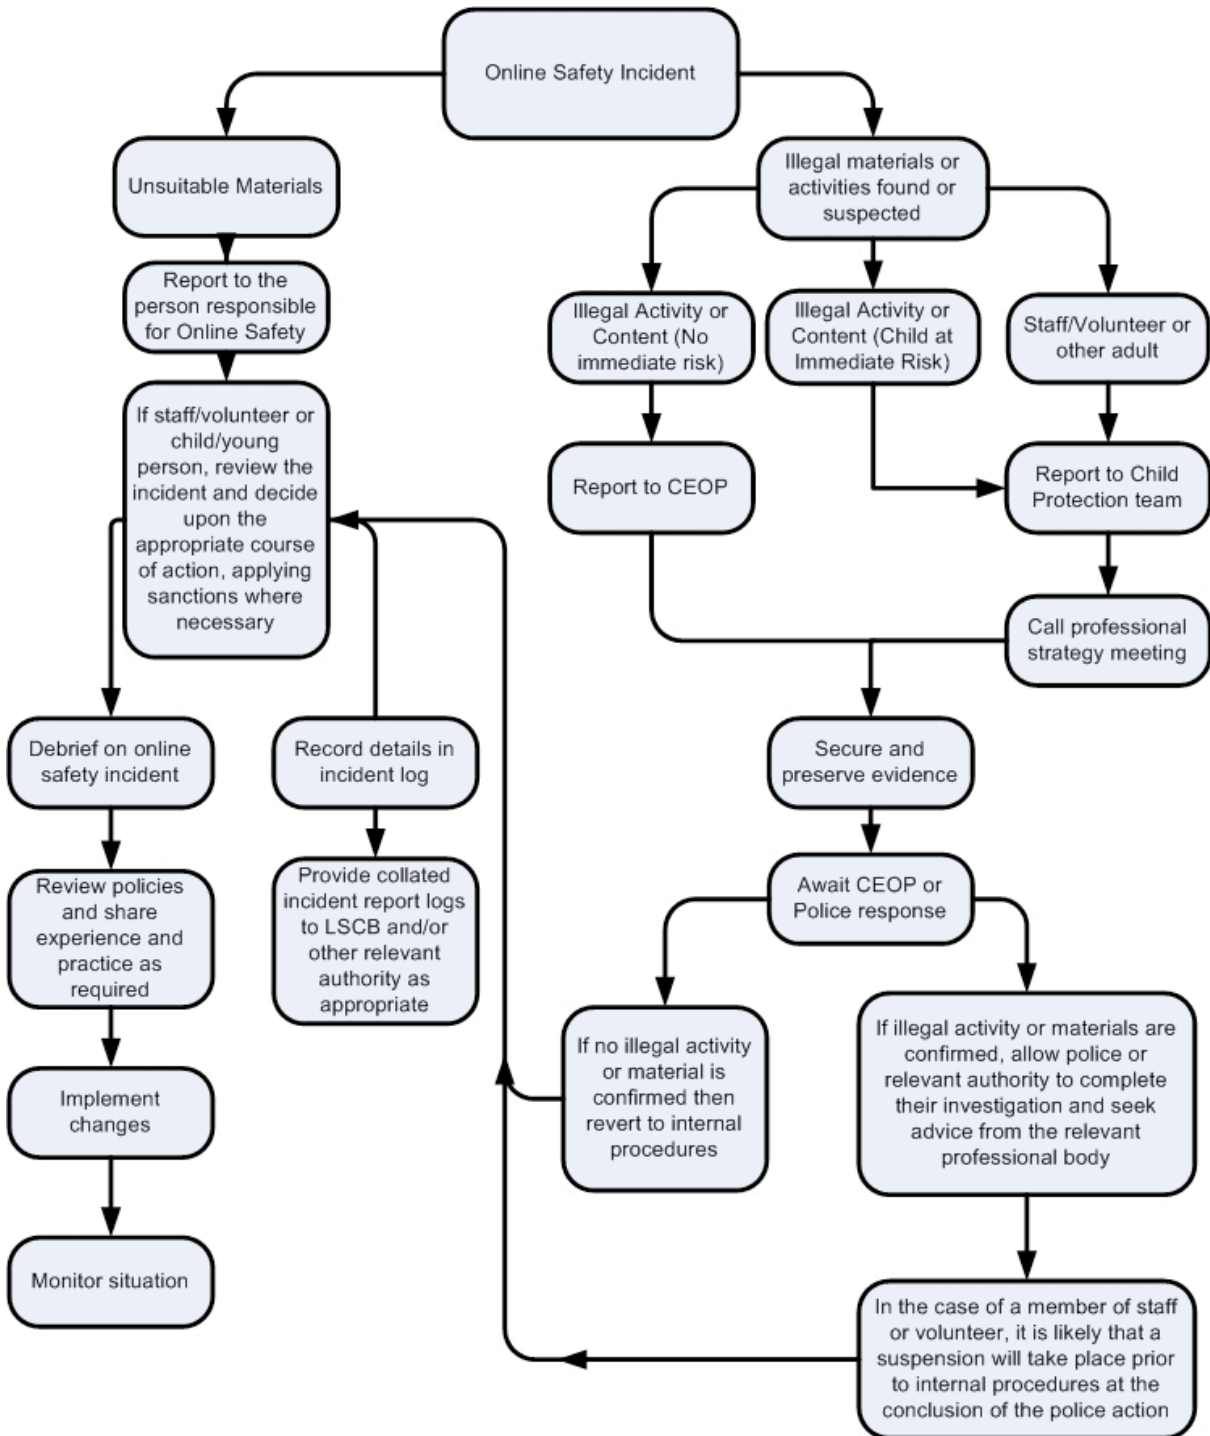 Online Safety Incident
Unsuitable Materials
Illegal materials or
activities found or
suspected
Report to the
person responsible
for Online Safety
Illegal Activity or
Content (No
immediate risk)
Illegal Activity or
Content (Child at
Immediate Risk)
Staff/Volunteer or
other adult
If staff/volunteer or
child/young
person, review the
incident and decide
upon the
appropriate course
of action, applying
sanctions where
necessary
Report to CEOP
Report to Child
Protection team
Call professional
strategy meeting
Debrief on online
safety incident
Record details in
incident log
Secure and
preserve evidence
Review policies
and share
experience and
practice as
required
Provide collated
incident report logs
to LSCB and/or
other relevant
authority as
appropriate
Await CEOP or
Police response
If no illegal activity
or material is
confirmed then
revert to internal
procedures
If illegal activity or materials are
confirmed, allow police or
relevant authority to complete
their investigation and seek
advice from the relevant
professional body
Implement
changes
Monitor situation
In the case of a member of staff
or volunteer, it is likely that a
suspension will take place prior
to internal procedures at the
conclusion of the police action